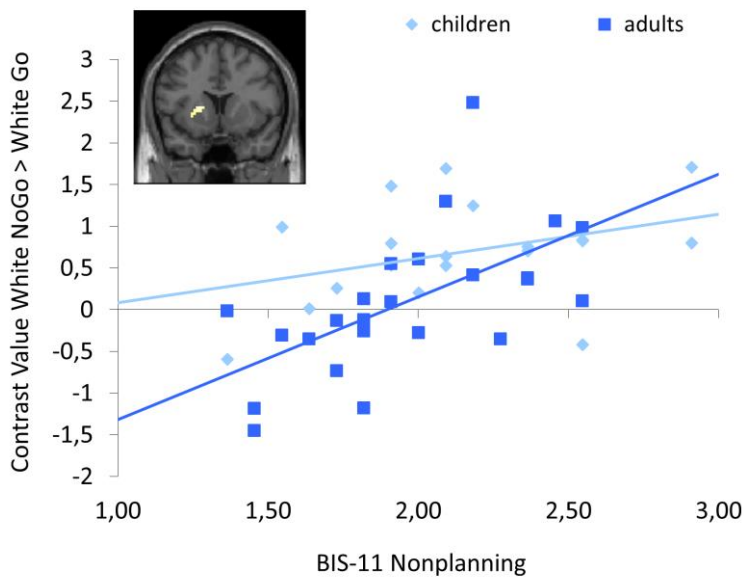 children adults
3
2,5
2
1,5
1
0,5
0
-0,5
-1
-1,5
-2
Contrast Value White NoGo > White Go
1,00 1,50 2,00 2,50 3,00
BIS-11 Nonplanning